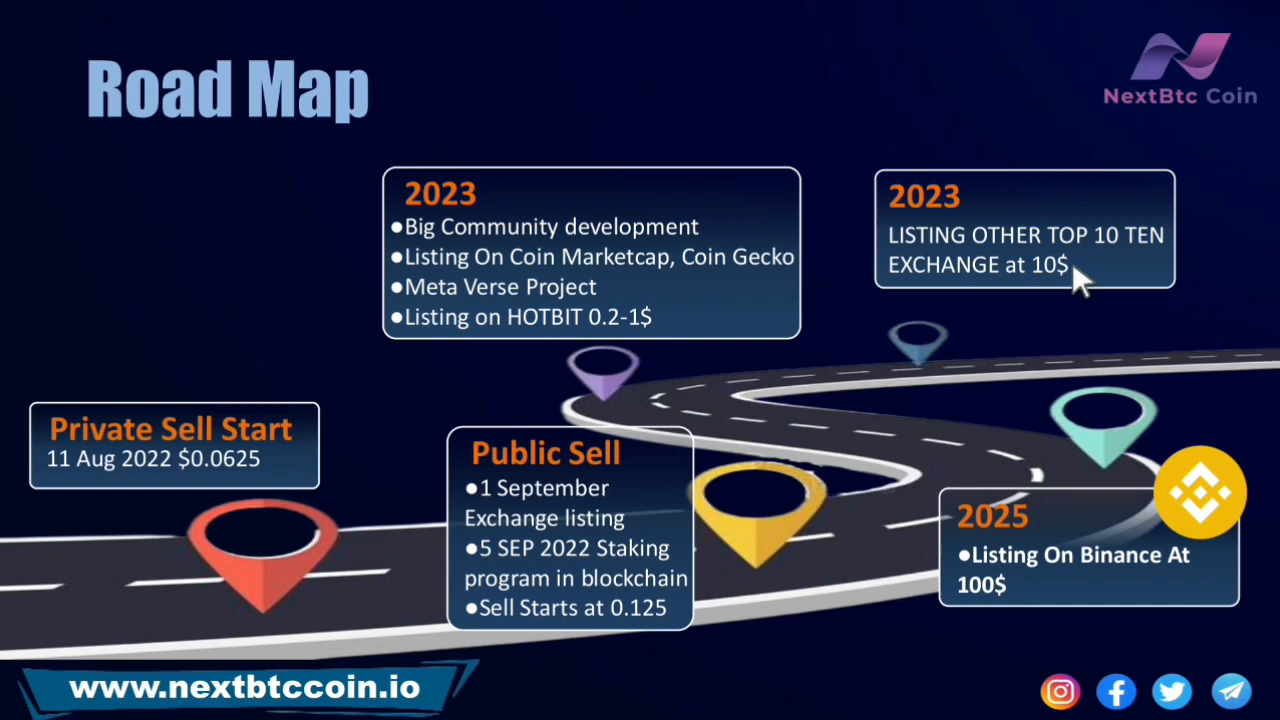 Road Map
NextBtc Coin
2023
●Big Community development
●Listing On Coin Marketcap, Coin Gecko
●Meta Verse Project
●Listing on HOTBIT 0.2-1$
2023
LISTING OTHER TOP 10 TEN
EXCHANGE at 10$
Private Sell Start
11 Aug 2022 $0.0625
Public Sell
●1 September
Exchange listing
●5 SEP 2022 Staking
program in blockchain
●Sell Starts at 0.125
2025
●Listing On Binance At
100$
www.nextbtccoin.io